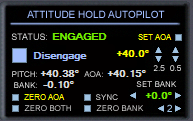 ATTITUDE HOLD AUTOPILOT
STATUS: ENGAGED SET AOA
Disengage +40.0°
2.5 0.5
PITCH: +40.38° AOA: +40.15°
BANK: -0.10° SET BANK
ZERO AOA SYNC +0.0°
ZERO BOTH ZERO BANK 2